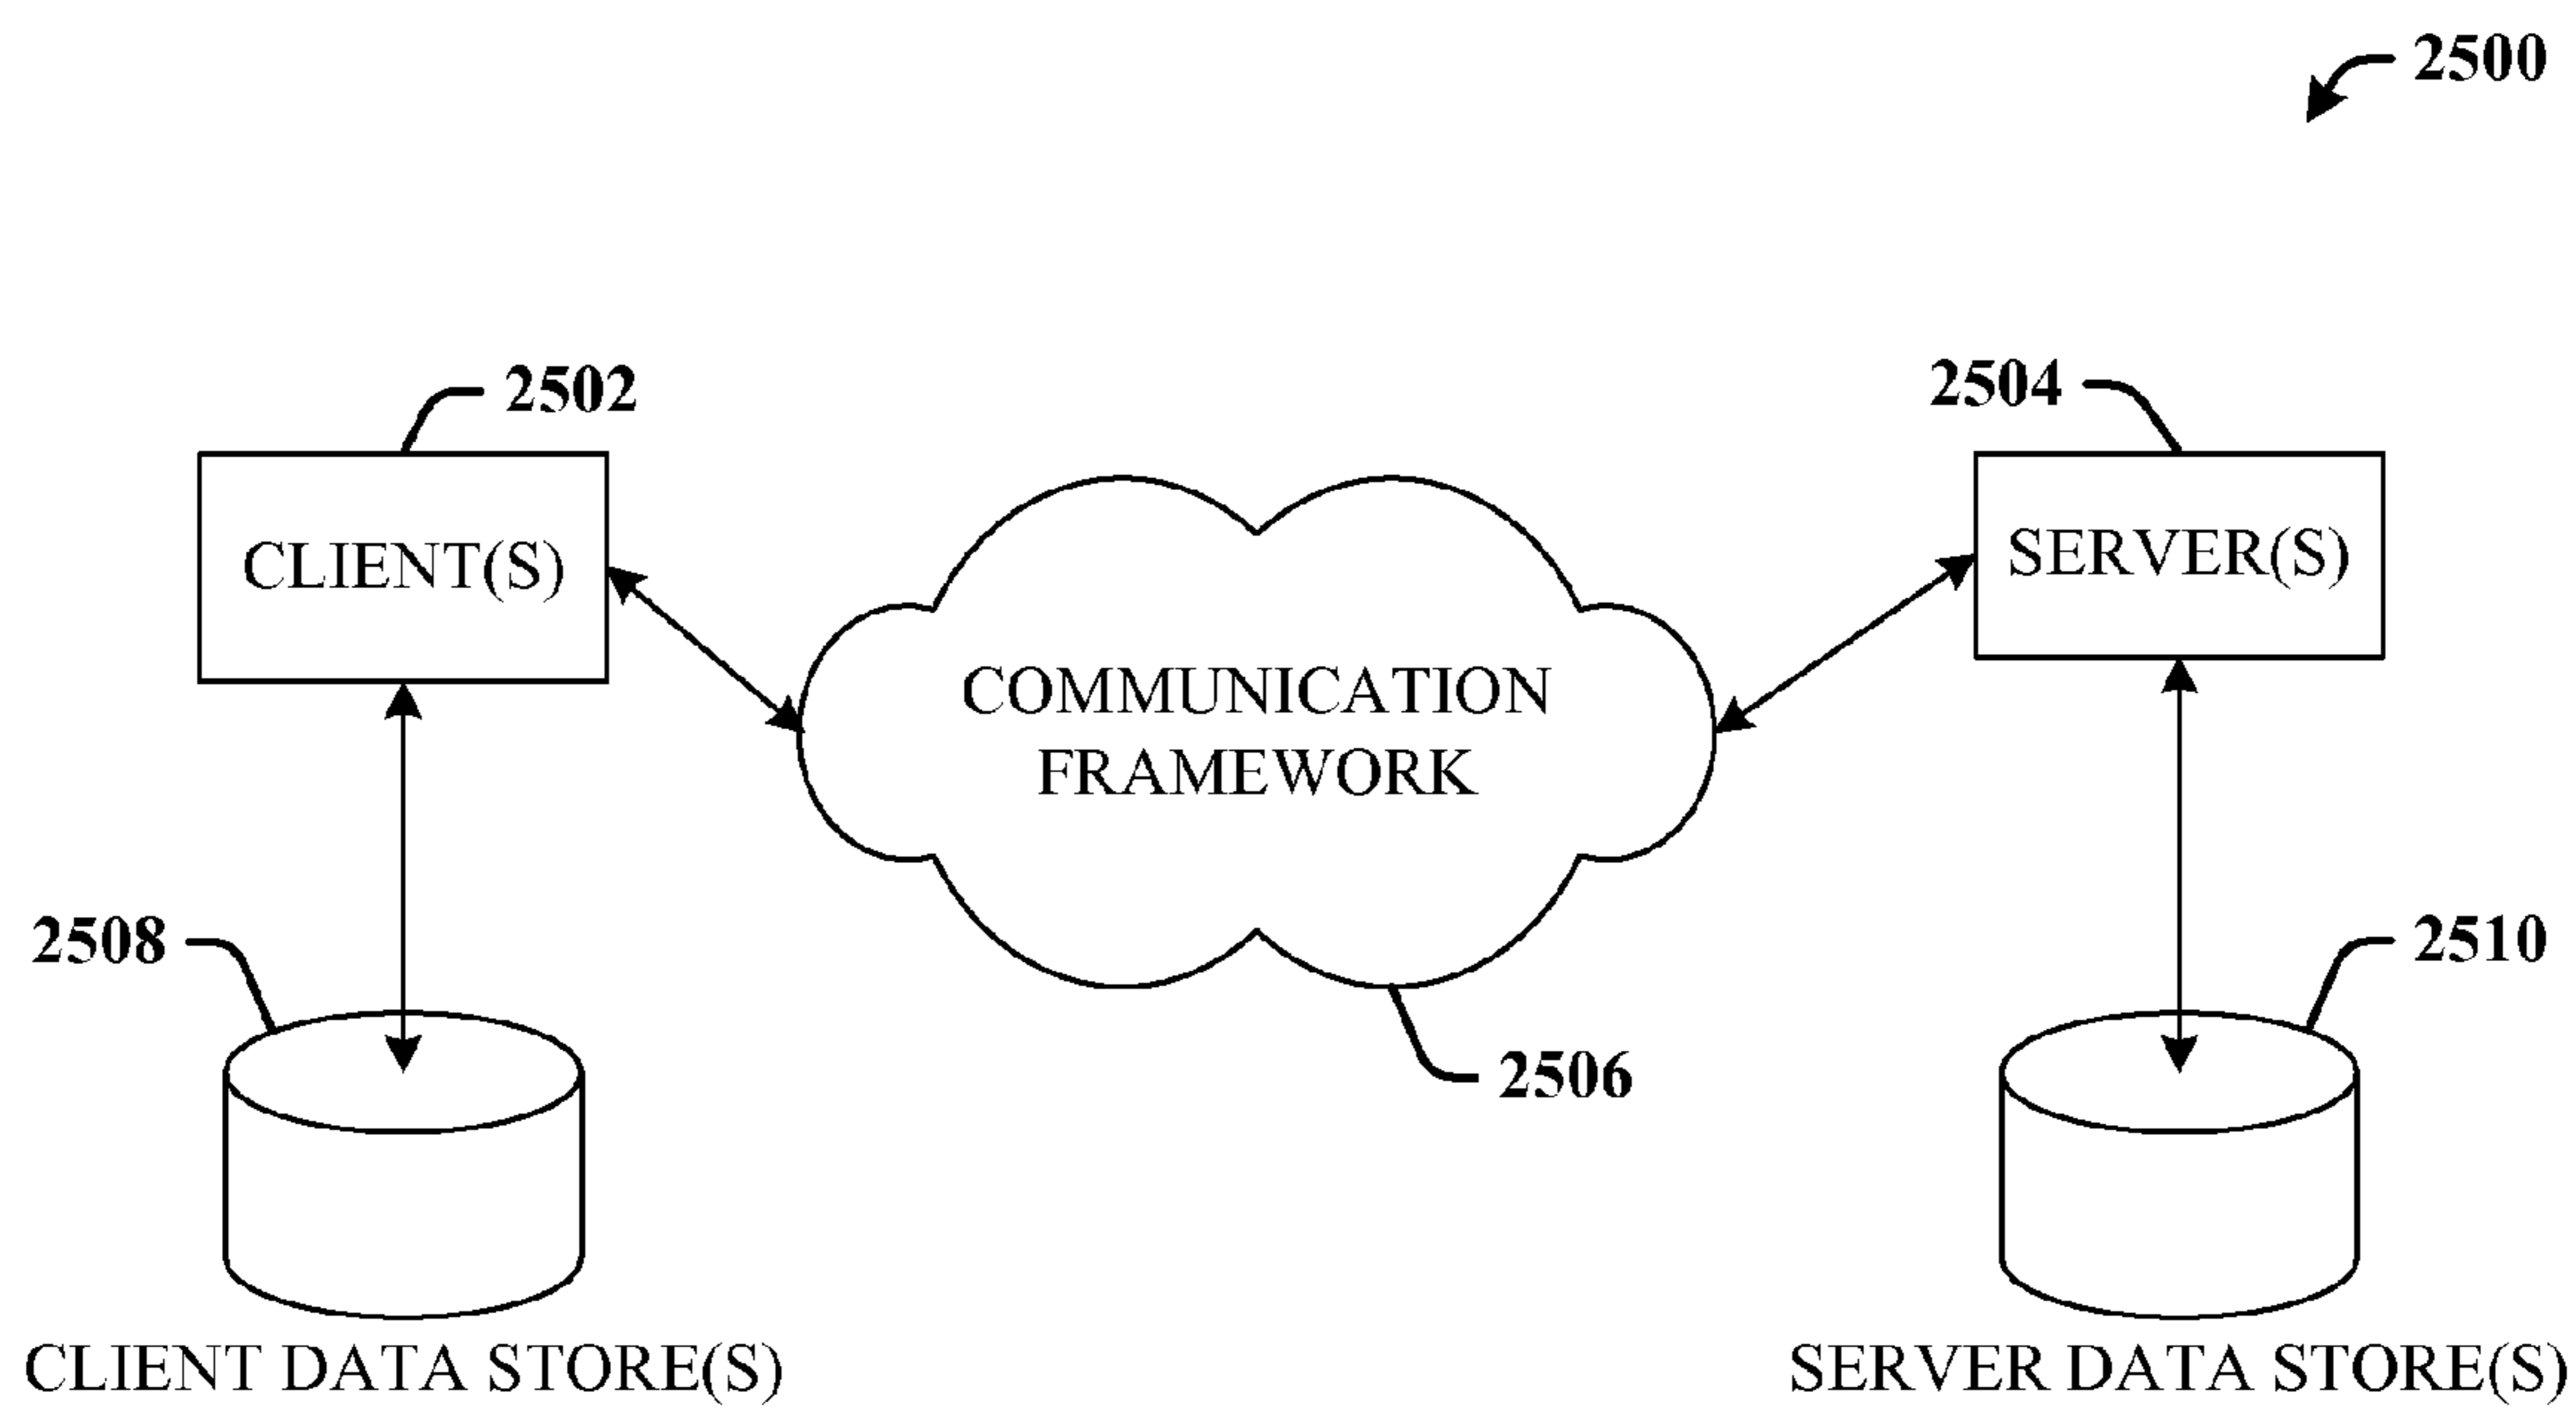 2500
2502
2504
CLIENT(S)
SERVER(S)
COMMUNICATION
FRAMEWORK
2508
2510
2506
CLIENT DATA STORE(S)
SERVER DATA STORE(S)